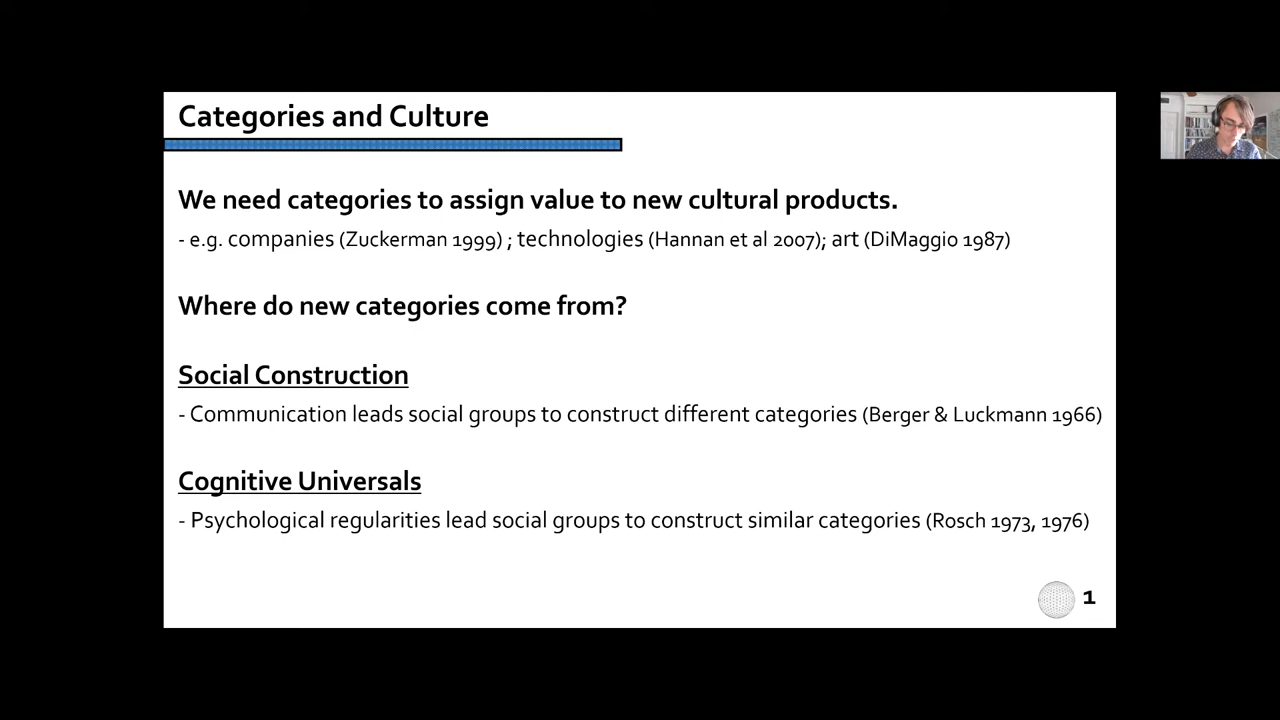 Categories and Culture
We need categories to assign value to new cultural products.
- e.g. companies (Zuckerman 1999) ; technologies (Hannan et al 2007); art (DiMaggio 1987)
Where do new categories come from?
Social Construction
- Communication leads social groups to construct different categories (Berger & Luckmann 1966)
Cognitive Universals
- Psychological regularities lead social groups to construct similar categories (Rosch 1973, 1976)
1